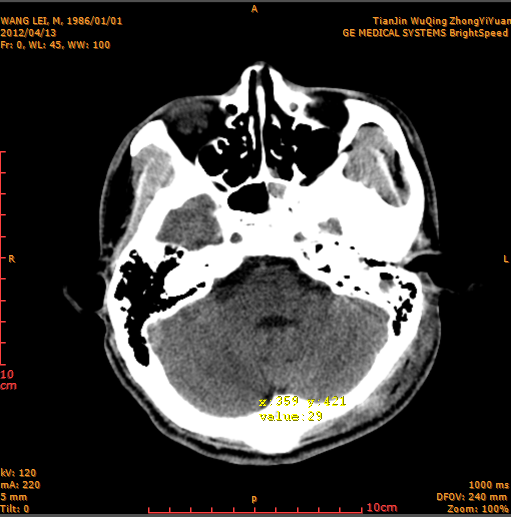 A
WANG LEI, M, 1986/01/01
2012/04/13
Fr: 0, WL: 45, WW: 100
TianJin WuQing ZhongYiYuan
GE MEDICAL SYSTEMS BrightSpeed
R
L
10
cm
x:359 y:421
value:29
kV: 120
mA: 220
5 mm
Tilt: 0
P
10cm
1000 ms
DFOV: 240 mm
Zoom: 100%